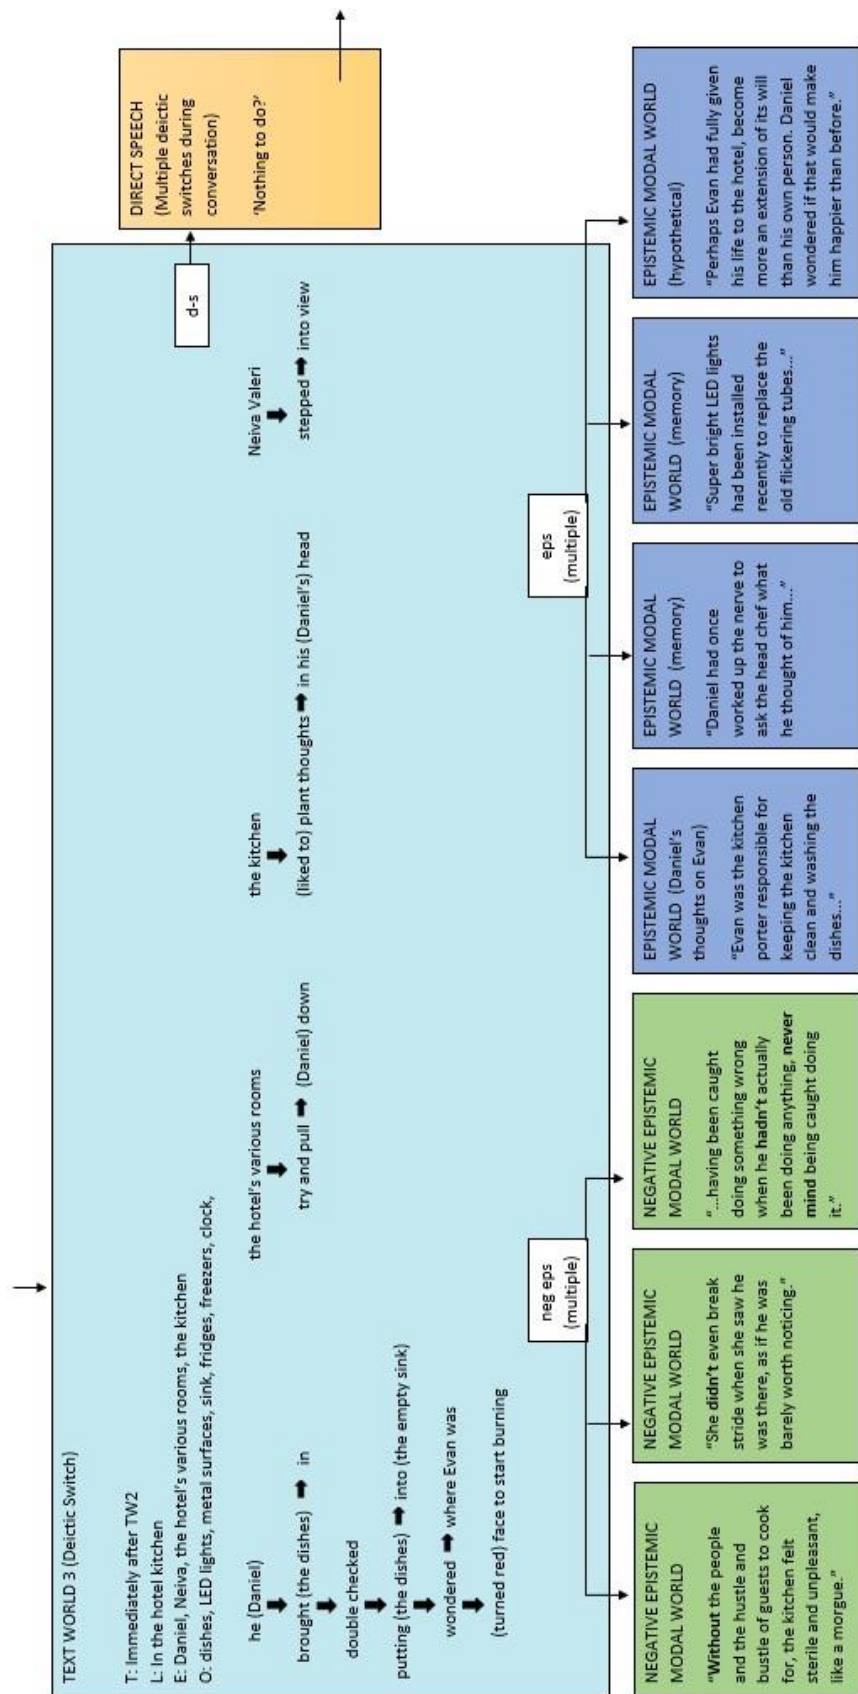 TEXT WORLD 3 (Deictic Switch)
T: Immediately after TW2
L: In the hotel kitchen
E: Daniel, Neiva, the hotel's various rooms, the kitchen
O: dishes, LED lights, metal surfaces, sink, fridges, freezers, clock,
he (Daniel)
brought (the dishes) ➡ in
double checked
putting (the dishes) ➡ into (the empty sink)
wondered ➡ where Evan was
(turned red) face to start burning
the hotel's various rooms
try and pull ➡ (Daniel) down
the kitchen
(liked to) plant thoughts ➡ in his (Daniel's) head
Neiva Valeri
stepped ➡ into view
d-s
DIRECT SPEECH
(Multiple deictic
switches during
conversation)
'Nothing to do?'
neg eps
(multiple)
eps
(multiple)
NEGATIVE EPISTEMIC
MODAL WORLD
"Without the people
and the hustle and
bustle of guests to cook
for, the kitchen felt
sterile and unpleasant,
like a morgue."
NEGATIVE EPISTEMIC
MODAL WORLD
"She didn't even break
stride when she saw he
was there, as if he was
barely worth noticing."
NEGATIVE EPISTEMIC
MODAL WORLD
"...having been caught
doing something wrong
when he hadn't actually
been doing anything, never
mind being caught doing
it."
EPISTEMIC MODAL
WORLD (Daniel's
thoughts on Evan)
"Evan was the kitchen
porter responsible for
keeping the kitchen
clean and washing the
dishes..."
EPISTEMIC MODAL
WORLD (memory)
"Daniel had once
worked up the nerve to
ask the head chef what
he thought of him..."
EPISTEMIC MODAL
WORLD (memory)
"Super bright LED lights
had been installed
recently to replace the
old flickering tubes..."
EPISTEMIC MODAL WORLD
(hypothetical)
"Perhaps Evan had fully given
his life to the hotel, become
more an extension of its will
than his own person. Daniel
wondered if that would make
him happier than before."